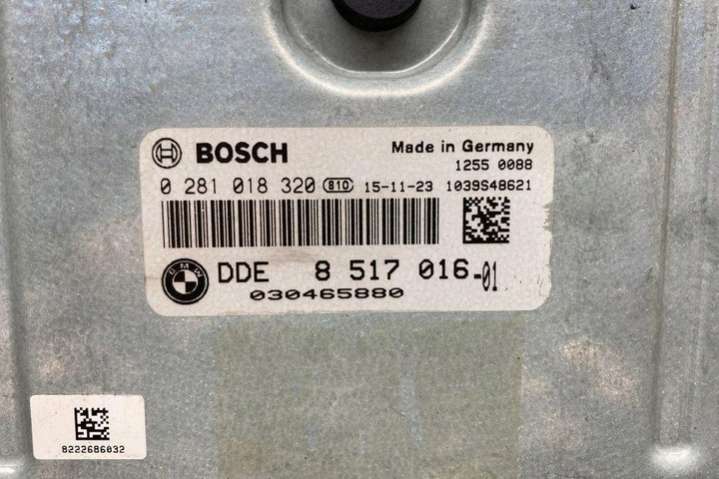 BOSCH
Made in Germany
1255 0088
0 281 018 320 810 15-11-23 1039S48621
BMW
DDE 8 517 016-01
030465880
8222686032